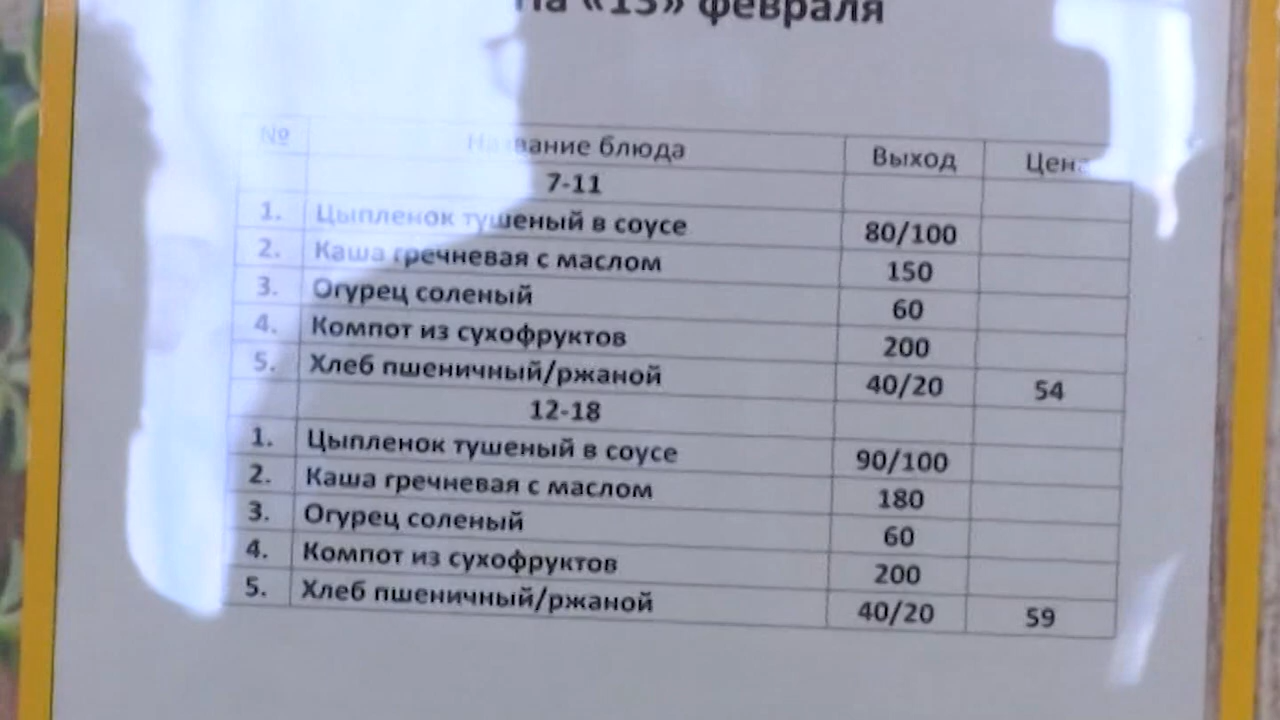 На «13» февраля
№ Название блюда Выход Цена
7-11
1. Цыпленок тушеный в соусе 80/100
2. Каша гречневая с маслом 150
3. Огурец соленый 60
4. Компот из сухофруктов 200
5. Хлеб пшеничный/ржаной 40/20 54
12-18
1. Цыпленок тушеный в соусе 90/100
2. Каша гречневая с маслом 180
3. Огурец соленый 60
4. Компот из сухофруктов 200
5. Хлеб пшеничный/ржаной 40/20 59